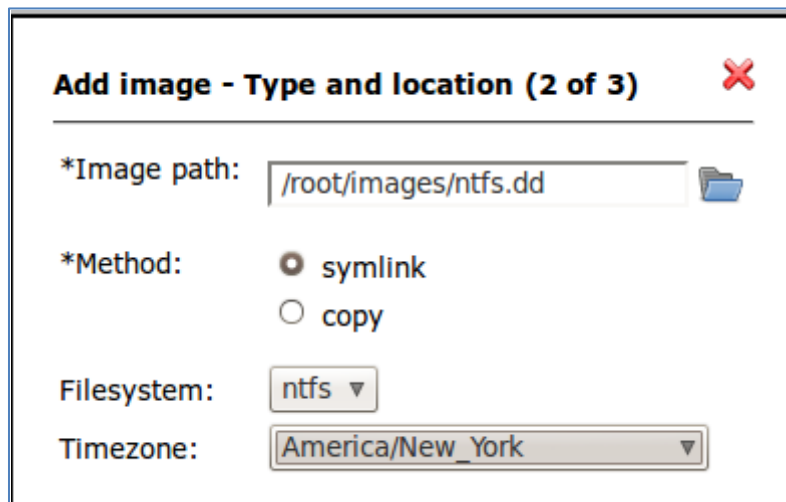 Add image - Type and location (2 of 3)
*Image path: /root/images/ntfs.dd
*Method: symlink
copy
Filesystem: ntfs
Timezone: America/New_York